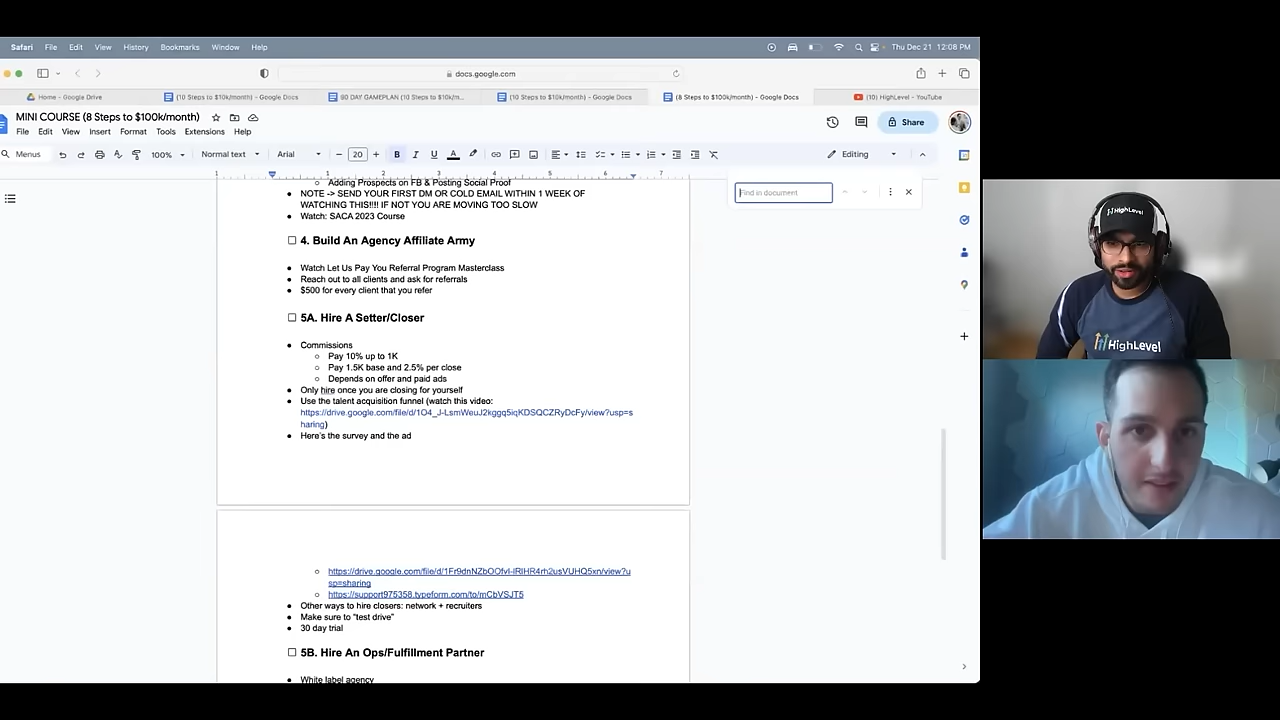 Safari File Edit View History Bookmarks Window Help Thu Dec 21 12:08 PM
docs.google.com
Home - Google Drive (10 Steps to $10k/month) - Google Docs 90 DAY GAMEPLAN (10 Steps to $10k/m... (10 Steps to $10k/month) - Google Docs (8 Steps to $100k/month) - Google Docs (10) HighLevel - YouTube
MINI COURSE (8 Steps to $100k/month)
File Edit View Insert Format Tools Extensions Help
Share
Menus 100% Normal text Arial 20 B I U A Editing
1 1 2 3 4 5 6 7
Find in document
Adding Prospects on FB & Posting Social Proof
NOTE -> SEND YOUR FIRST DM OR COLD EMAIL WITHIN 1 WEEK OF
WATCHING THIS!!!! IF NOT YOU ARE MOVING TOO SLOW
Watch: SACA 2023 Course
4. Build An Agency Affiliate Army
Watch Let Us Pay You Referral Program Masterclass
Reach out to all clients and ask for referrals
$500 for every client that you refer
5A. Hire A Setter/Closer
Commissions
Pay 10% up to 1K
Pay 1.5K base and 2.5% per close
Depends on offer and paid ads
Only hire once you are closing for yourself
Use the talent acquisition funnel (watch this video:
https://drive.google.com/file/d/1O4_J-LsmWeuJ2kggq5iqKDSQCZRyDcFy/view?usp=s
haring)
Here's the survey and the ad
https://drive.google.com/file/d/1Fr9dnNZbOOfvl-lRlHR4rh2usVUHQ5xn/view?u
sp=sharing
https://support975358.typeform.com/to/mCbVSJT5
Other ways to hire closers: network + recruiters
Make sure to "test drive"
30 day trial
5B. Hire An Ops/Fulfillment Partner
White label agency
HighLevel
HighLevel